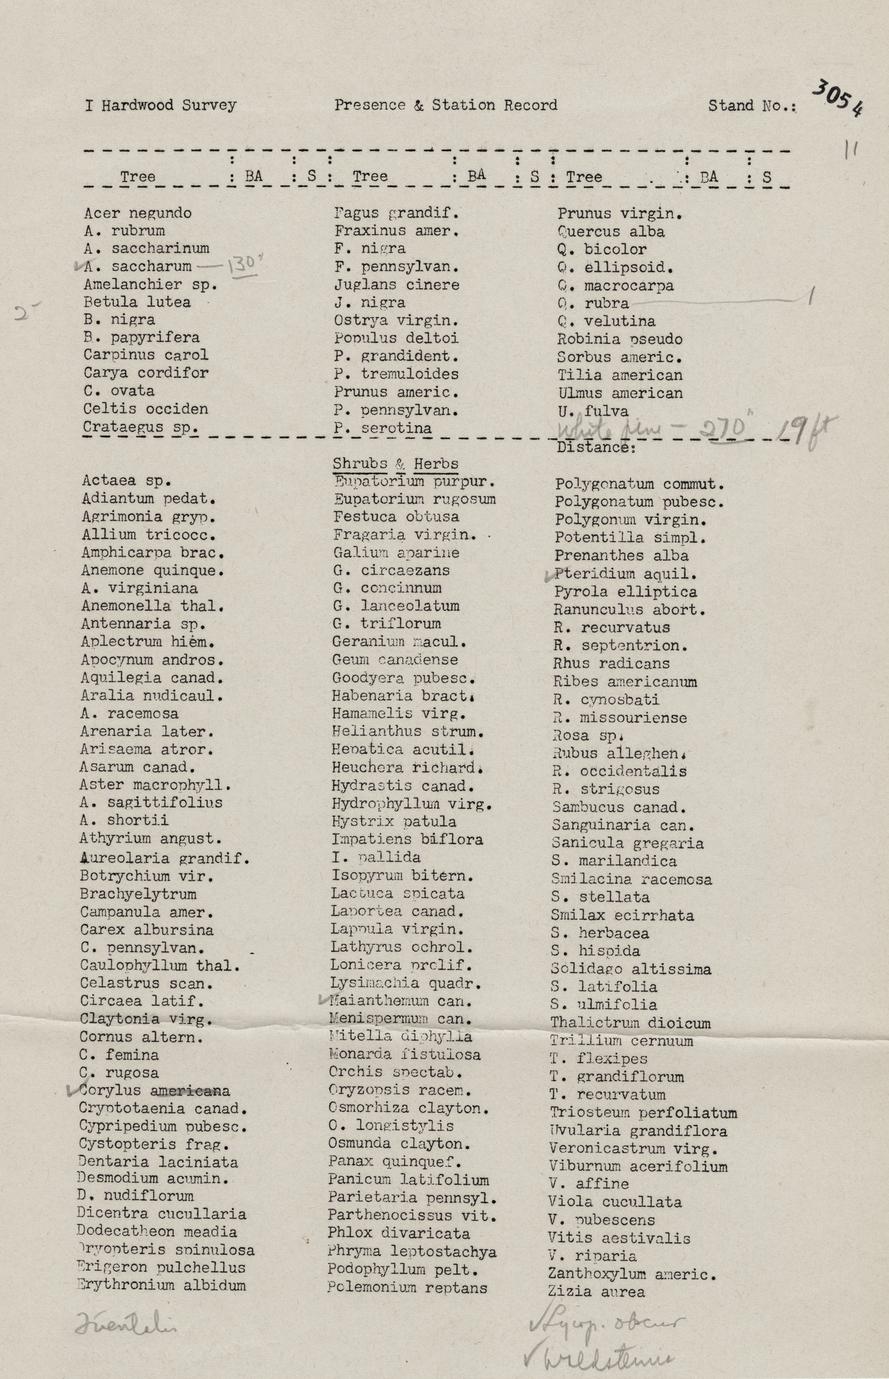 I Hardwood Survey Presence & Station Record Stand No.: 3054
11
Tree : BA : S : Tree : BA : S : Tree : BA : S
Acer negundo
A. rubrum
A. saccharinum
✓A. saccharum — 130"
Amelanchier sp.
Betula lutea
2
B. nigra
B. papyrifera
Carpinus carol
Carya cordifor
C. ovata
Celtis occiden
Crataegus sp.
Fagus grandif.
Fraxinus amer.
F. nigra
F. pennsylvan.
Juglans cinere
J. nigra
Ostrya virgin.
Populus deltoi
P. grandident.
P. tremuloides
Prunus americ.
P. pennsylvan.
P. serotina
Prunus virgin.
Quercus alba
Q. bicolor
Q. ellipsoid.
Q. macrocarpa
Q. rubra — 1
Q. velutina
Robinia pseudo
Sorbus americ.
Tilia american
Ulmus american
U. fulva
White pine — 270" 19 ft
Distance:
Shrubs & Herbs
Actaea sp.
Adiantum pedat.
Agrimonia gryp.
Allium tricocc.
Amphicarpa brac.
Anemone quinque.
A. virginiana
Anemonella thal.
Antennaria sp.
Aplectrum hiem.
Apocynum andros.
Aquilegia canad.
Aralia nudicaul.
A. racemosa
Arenaria later.
Arisaema atror.
Asarum canad.
Aster macrophyll.
A. sagittifolius
A. shortii
Athyrium angust.
Aureolaria grandif.
Botrychium vir.
Brachyelytrum
Campanula amer.
Carex albursina
C. pennsylvan.
Caulophyllum thal.
Celastrus scan.
Circaea latif.
Claytonia virg.
Cornus altern.
C. femina
C. rugosa
✓Corylus americana
Cryptotaenia canad.
Cypripedium pubesc.
Cystopteris frag.
Dentaria laciniata
Desmodium acumin.
D. nudiflorum
Dicentra cucullaria
Dodecatheon meadia
Dryopteris spinulosa
Erigeron pulchellus
Erythronium albidum
Eupatorium purpur.
Eupatorium rugosum
Festuca obtusa
Fragaria virgin.
Galium aparine
G. circaezans
G. concinnum
G. lanceolatum
G. triflorum
Geranium macul.
Geum canadense
Goodyera pubesc.
Habenaria bract.
Hamamelis virg.
Helianthus strum.
Hepatica acutil.
Heuchera richard.
Hydrastis canad.
Hydrophyllum virg.
Hystrix patula
Impatiens biflora
I. pallida
Isopyrum bitern.
Lactuca spicata
Laportea canad.
Lappula virgin.
Lathyrus ochrol.
Lonicera prolif.
Lysimachia quadr.
✓Maianthemum can.
Menispermum can.
Mitella diphylla
Monarda fistulosa
Orchis spectab.
Oryzopsis racem.
Osmorhiza clayton.
O. longistylis
Osmunda clayton.
Panax quinquef.
Panicum latifolium
Parietaria pennsyl.
Parthenocissus vit.
Phlox divaricata
Phryma leptostachya
Podophyllum pelt.
Polemonium reptans
Polygonatum commut.
Polygonatum pubesc.
Polygonum virgin.
Potentilla simpl.
Prenanthes alba
✓Pteridium aquil.
Pyrola elliptica
Ranunculus abort.
R. recurvatus
R. septentrion.
Rhus radicans
Ribes americanum
R. cynosbati
R. missouriense
Rosa sp.
Rubus alleghen.
R. occidentalis
R. strigosus
Sambucus canad.
Sanguinaria can.
Sanicula gregaria
S. marilandica
Smilacina racemosa
S. stellata
Smilax ecirrhata
S. herbacea
S. hispida
Solidago altissima
S. latifolia
S. ulmifolia
Thalictrum dioicum
Trillium cernuum
T. flexipes
T. grandiflorum
T. recurvatum
Triosteum perfoliatum
Uvularia grandiflora
Veronicastrum virg.
Viburnum acerifolium
V. affine
Viola cucullata
V. pubescens
Vitis aestivalis
V. riparia
Zanthoxylum americ.
Zizia aurea
✓Lycop. obscur